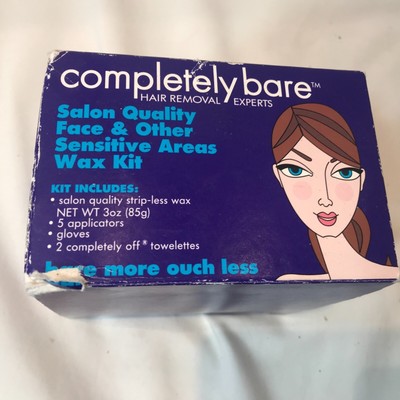 completely bare™
HAIR REMOVAL EXPERTS
Salon Quality
Face & Other
Sensitive Areas
Wax Kit
KIT INCLUDES:
• salon quality strip-less wax
NET WT 3oz (85g)
• 5 applicators
• gloves
• 2 completely off® towelettes
bare more ouch less